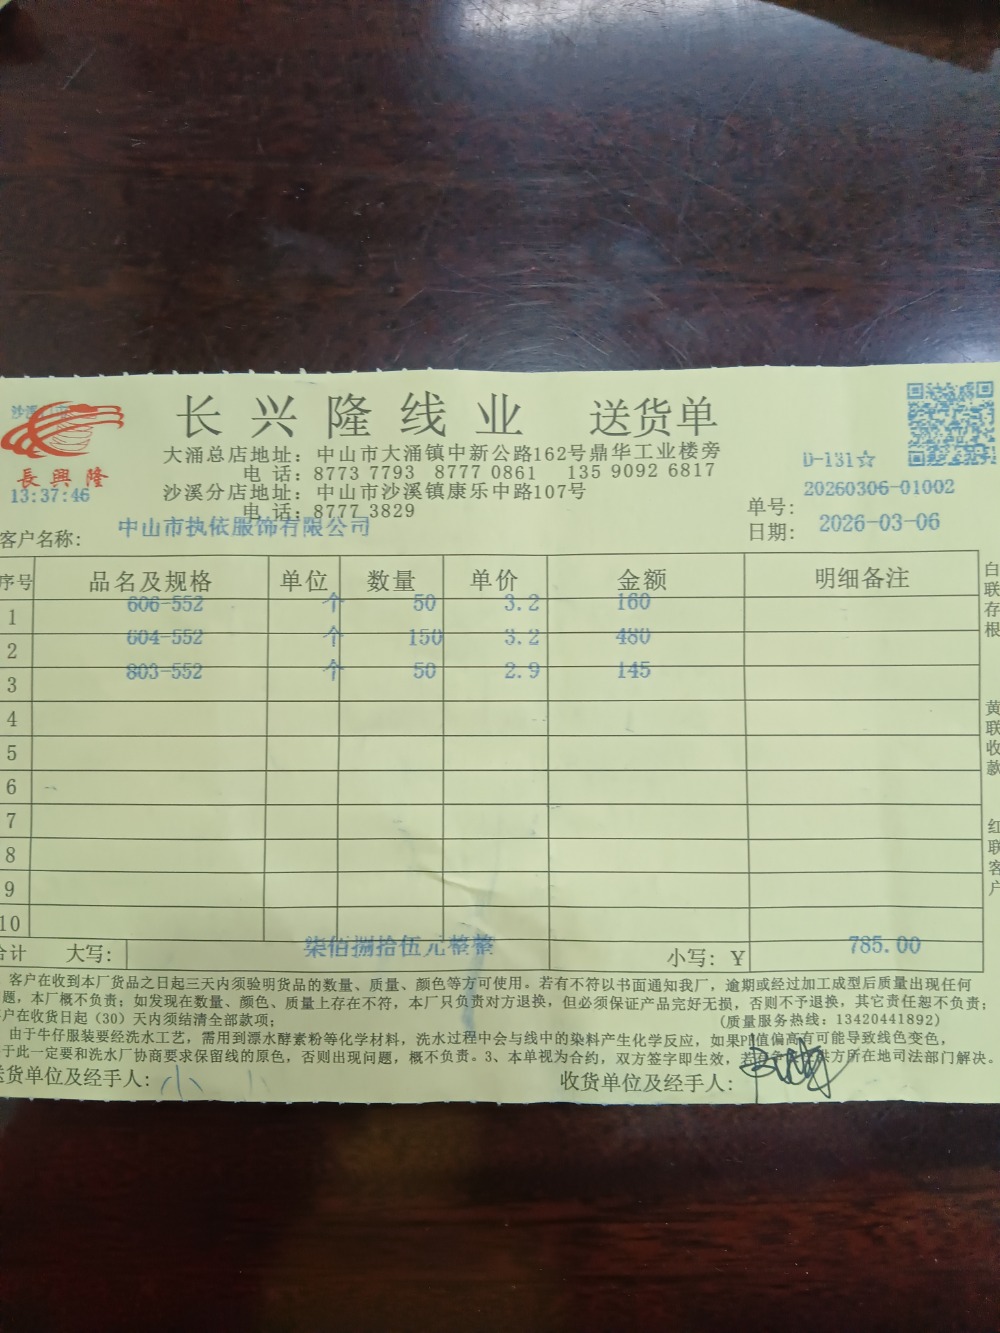 长兴隆线业 送货单
長興隆
13:37:46
大涌总店地址：中山市大涌镇中新公路162号鼎华工业楼旁
电 话：8773 7793 8777 0861 135 9092 6817
沙溪分店地址：中山市沙溪镇康乐中路107号
电 话：8777 3829
D-131☆
单号：20260306-01002
日期：2026-03-06
客户名称：中山市执依服饰有限公司
序号 品名及规格 单位 数量 单价 金额 明细备注
1 606-552 个 50 3.2 160
2 604-552 个 150 3.2 480
3 803-552 个 50 2.9 145
4
5
6
7
8
9
10
合计 大写：柒佰捌拾伍元整整 小写：Y 785.00
客户在收到本厂货品之日起三天内须验明货品的数量、质量、颜色等方可使用。若有不符以书面通知我厂，逾期或经过加工成型后质量出现任何
题，本厂概不负责；如发现在数量、颜色、质量上存在不符，本厂只负责对方退换，但必须保证产品完好无损，否则不予退换，其它责任恕不负责；
户在收货日起（30）天内须结清全部款项；
(质量服务热线：13420441892)
由于牛仔服装要经洗水工艺，需用到漂水酵素粉等化学材料，洗水过程中会与线中的染料产生化学反应，如果PH值偏高有可能导致线色变色，
于此一定要和洗水厂协商要求保留线的原色，否则出现问题，概不负责。3、本单视为合约，双方签字即生效，若 供方所在地司法部门解决。
送货单位及经手人：小
收货单位及经手人：
白联存根
黄联收款
红联客户